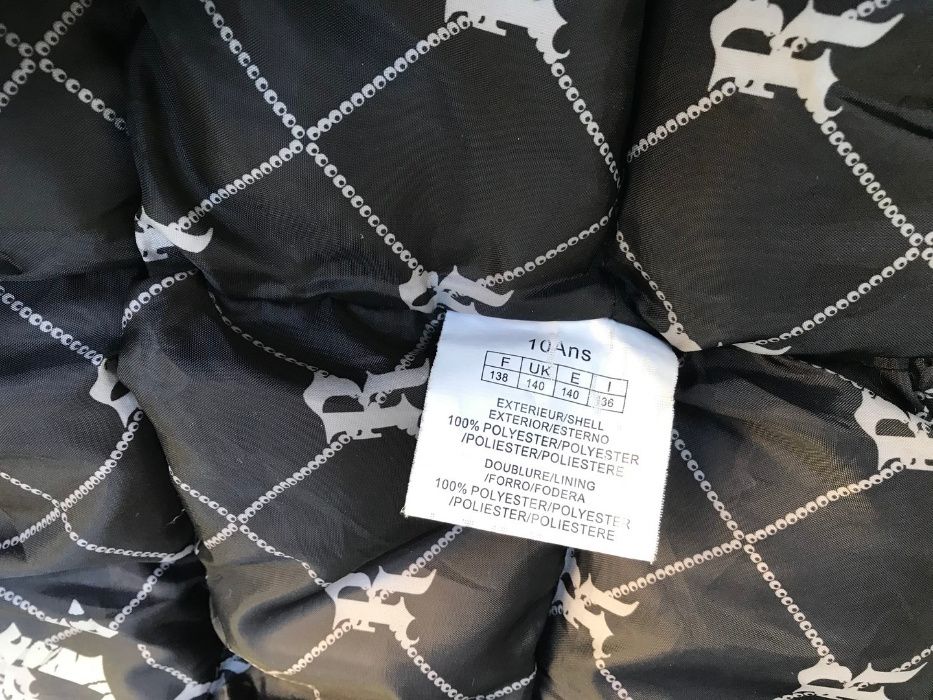 10Ans
F UK E I
138 140 140 136
EXTERIEUR/SHELL
EXTERIOR/ESTERNO
100% POLYESTER/POLYESTER
/POLIESTER/POLIESTERE
DOUBLURE/LINING
/FORRO/FODERA
100% POLYESTER/POLYESTER
/POLIESTER/POLIESTERE